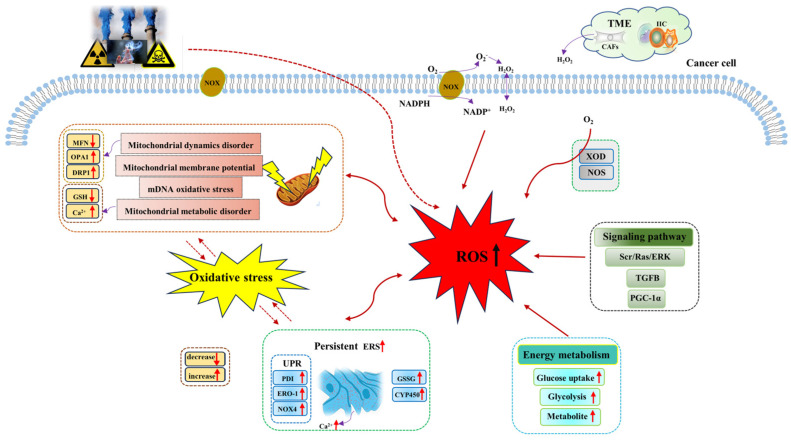 TME
IIC
CAFs
H₂O₂
Cancer cell
O₂
O₂⁻
H₂O₂
NOX
NOX
NADPH
NADP⁺
H₂O₂
O₂
XOD
NOS
MFN
OPA1
DRP1
GSH
Ca²⁺
Mitochondrial dynamics disorder
Mitochondrial membrane potential
mDNA oxidative stress
Mitochondrial metabolic disorder
ROS
Signaling pathway
Scr/Ras/ERK
TGFB
PGC-1α
Oxidative stress
decrease
increase
Persistent ERS
UPR
PDI
ERO-1
NOX4
GSSG
CYP450
Ca²⁺
Energy metabolism
Glucose uptake
Glycolysis
Metabolite